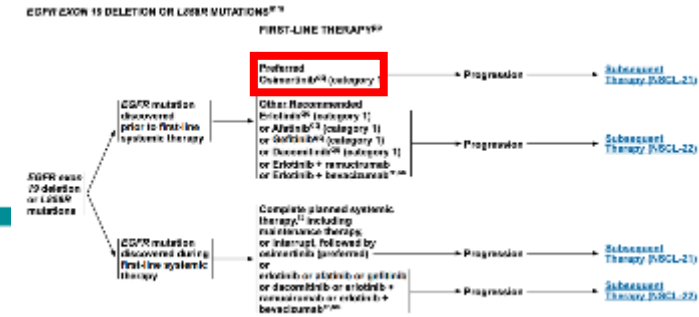 EGFR EXON 19 DELETION OR L858R MUTATIONS
FIRST-LINE THERAPY
Preferred
Osimertinib (category 1
Progression
Subsequent
Therapy (NSCL-21)
EGFR mutation
discovered
prior to first-line
systemic therapy
Other Recommended
Erlotinib (category 1)
or Afatinib (category 1)
or Gefitinib (category 1)
or Dacomitinib (category 1)
or Erlotinib + ramucirumab
or Erlotinib + bevacizumab
Progression
Subsequent
Therapy (NSCL-22)
EGFR exon
19 deletion
or L858R
mutations
EGFR mutation
discovered during
first-line systemic
therapy
Complete planned systemic
therapy, including
maintenance therapy,
or interrupt, followed by
osimertinib (preferred)
or
erlotinib or afatinib or gefitinib
or dacomitinib or erlotinib +
ramucirumab or erlotinib +
bevacizumab
Progression
Subsequent
Therapy (NSCL-21)
Progression
Subsequent
Therapy (NSCL-22)